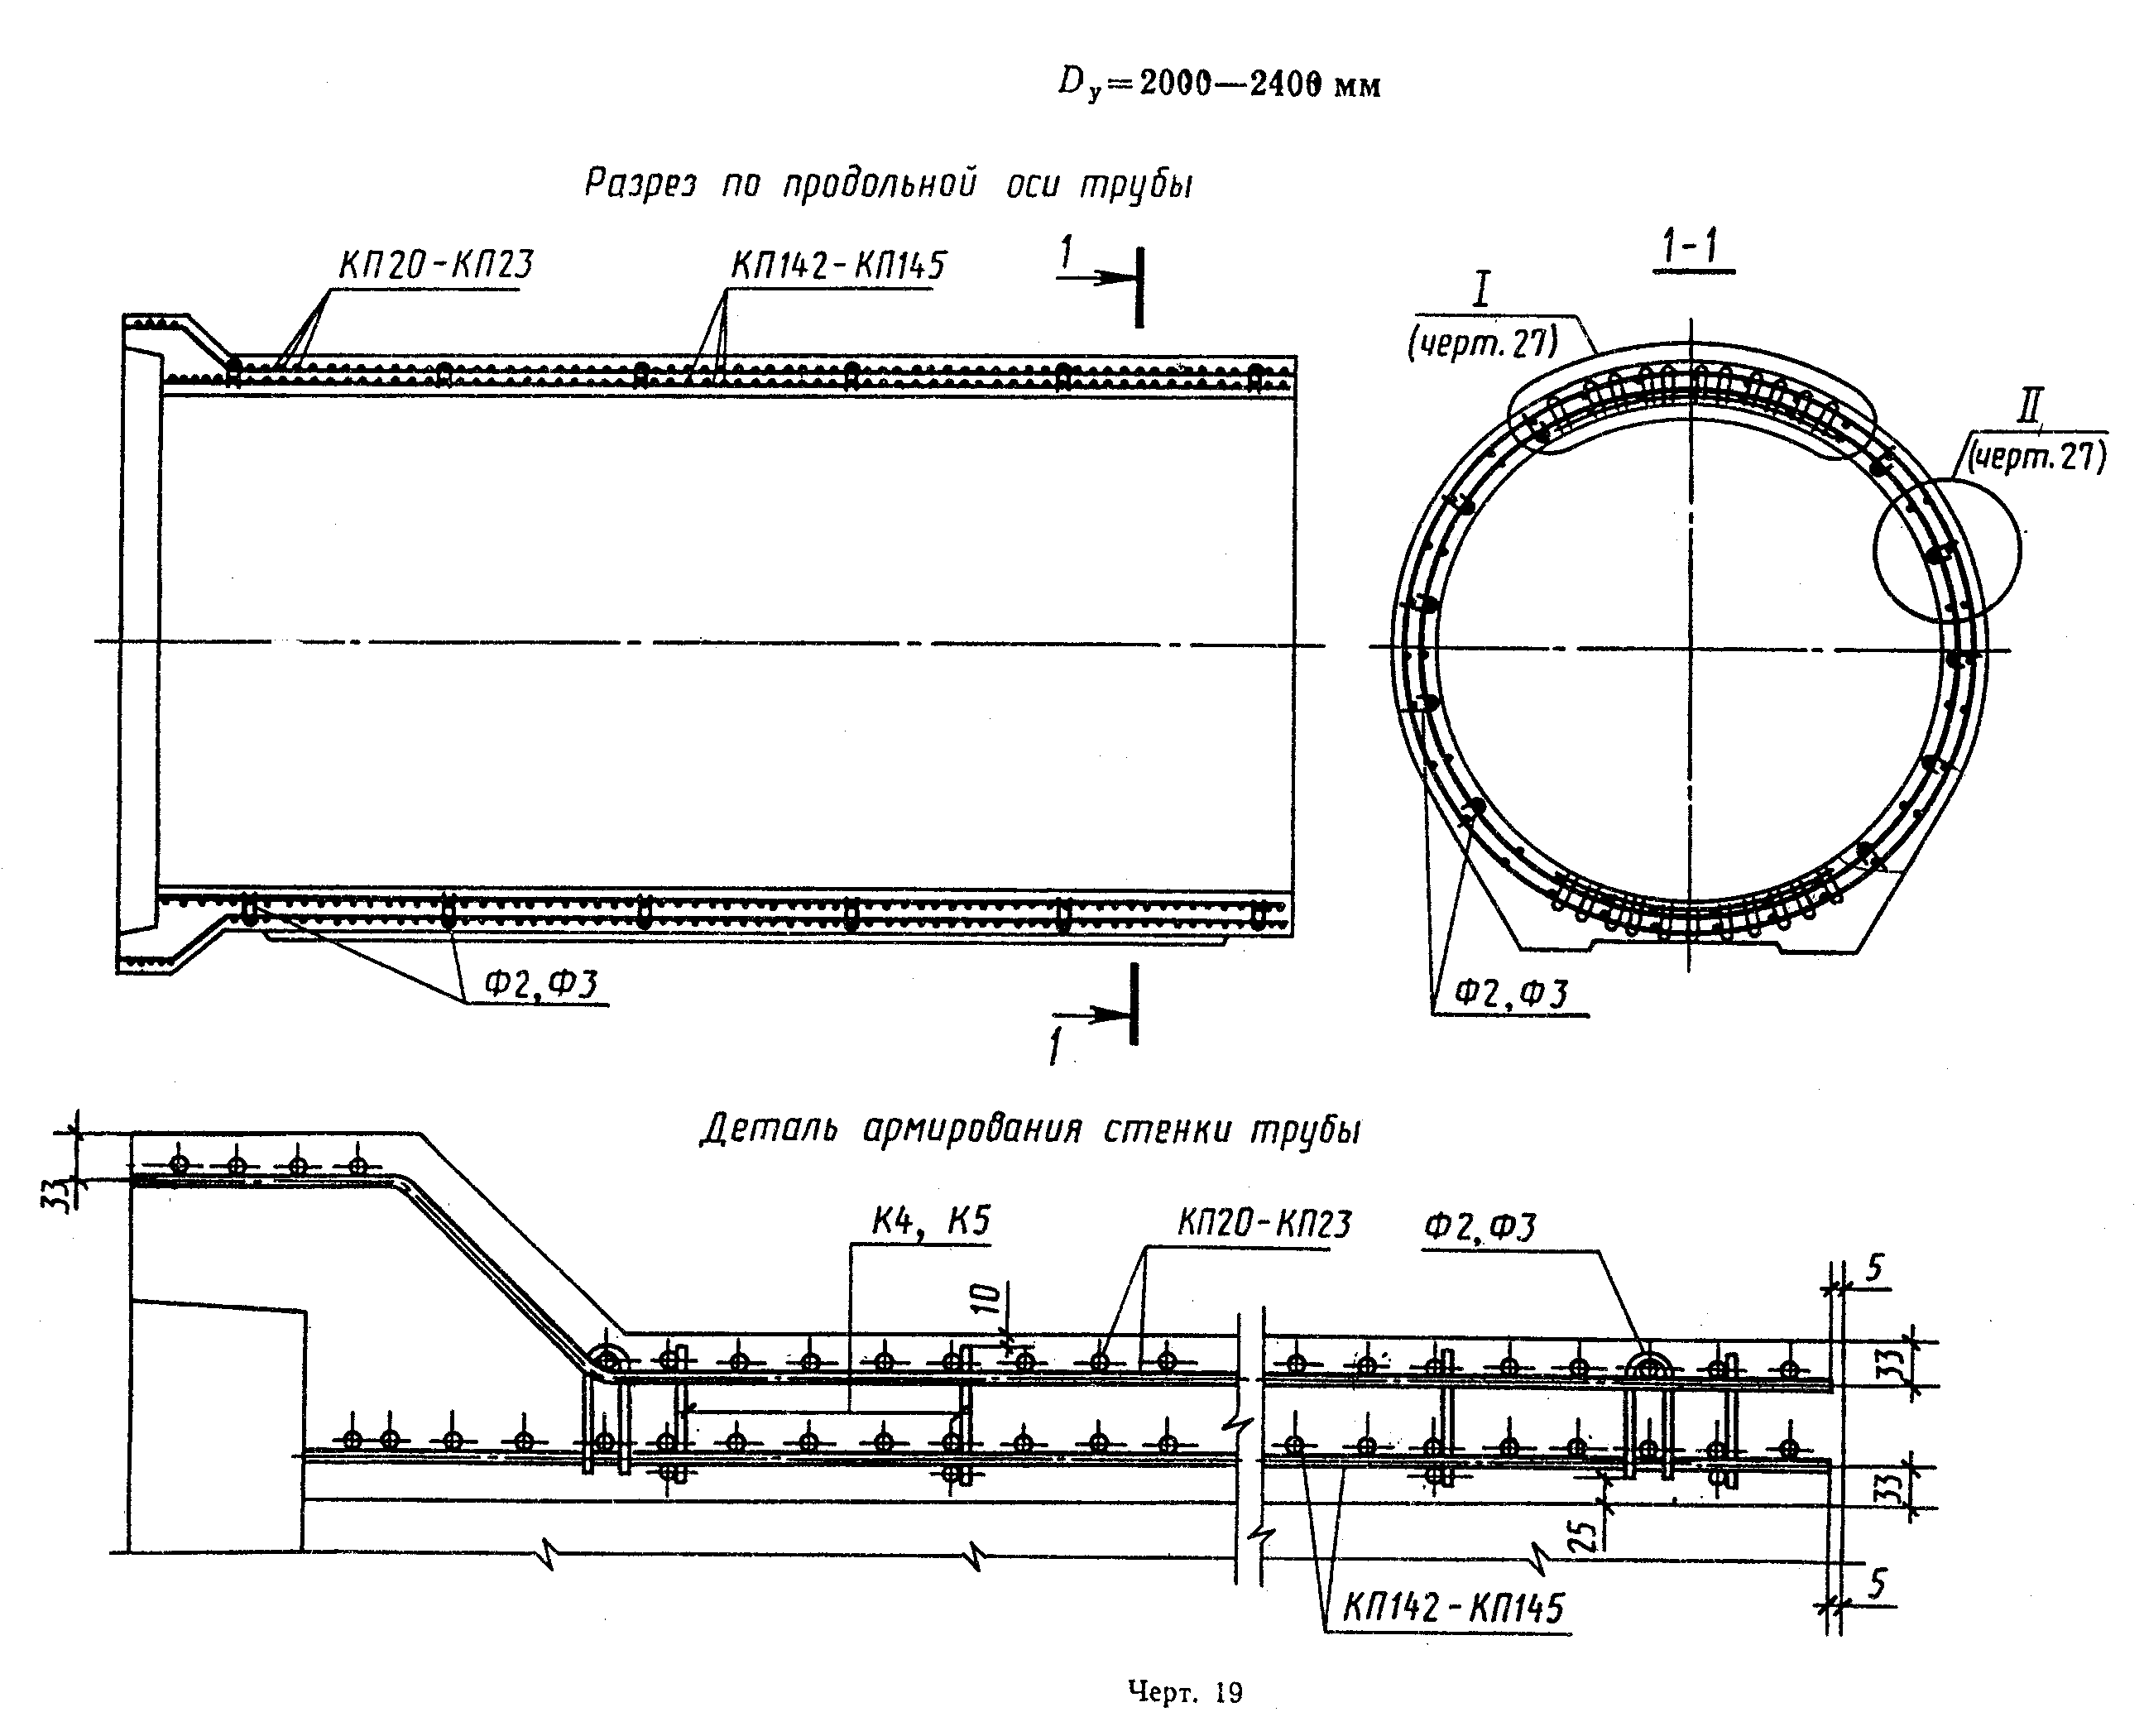 Dу=2000—2400 мм
Разрез по продольной оси трубы
КП20-КП23
КП142-КП145
1
1-1
I
(черт.27)
II
(черт.27)
Ф2,Ф3
Ф2,Ф3
1
Деталь армирования стенки трубы
33
К4, К5
КП20-КП23
Ф2,Ф3
5
10
33
33
25
5
КП142-КП145
Черт. 19